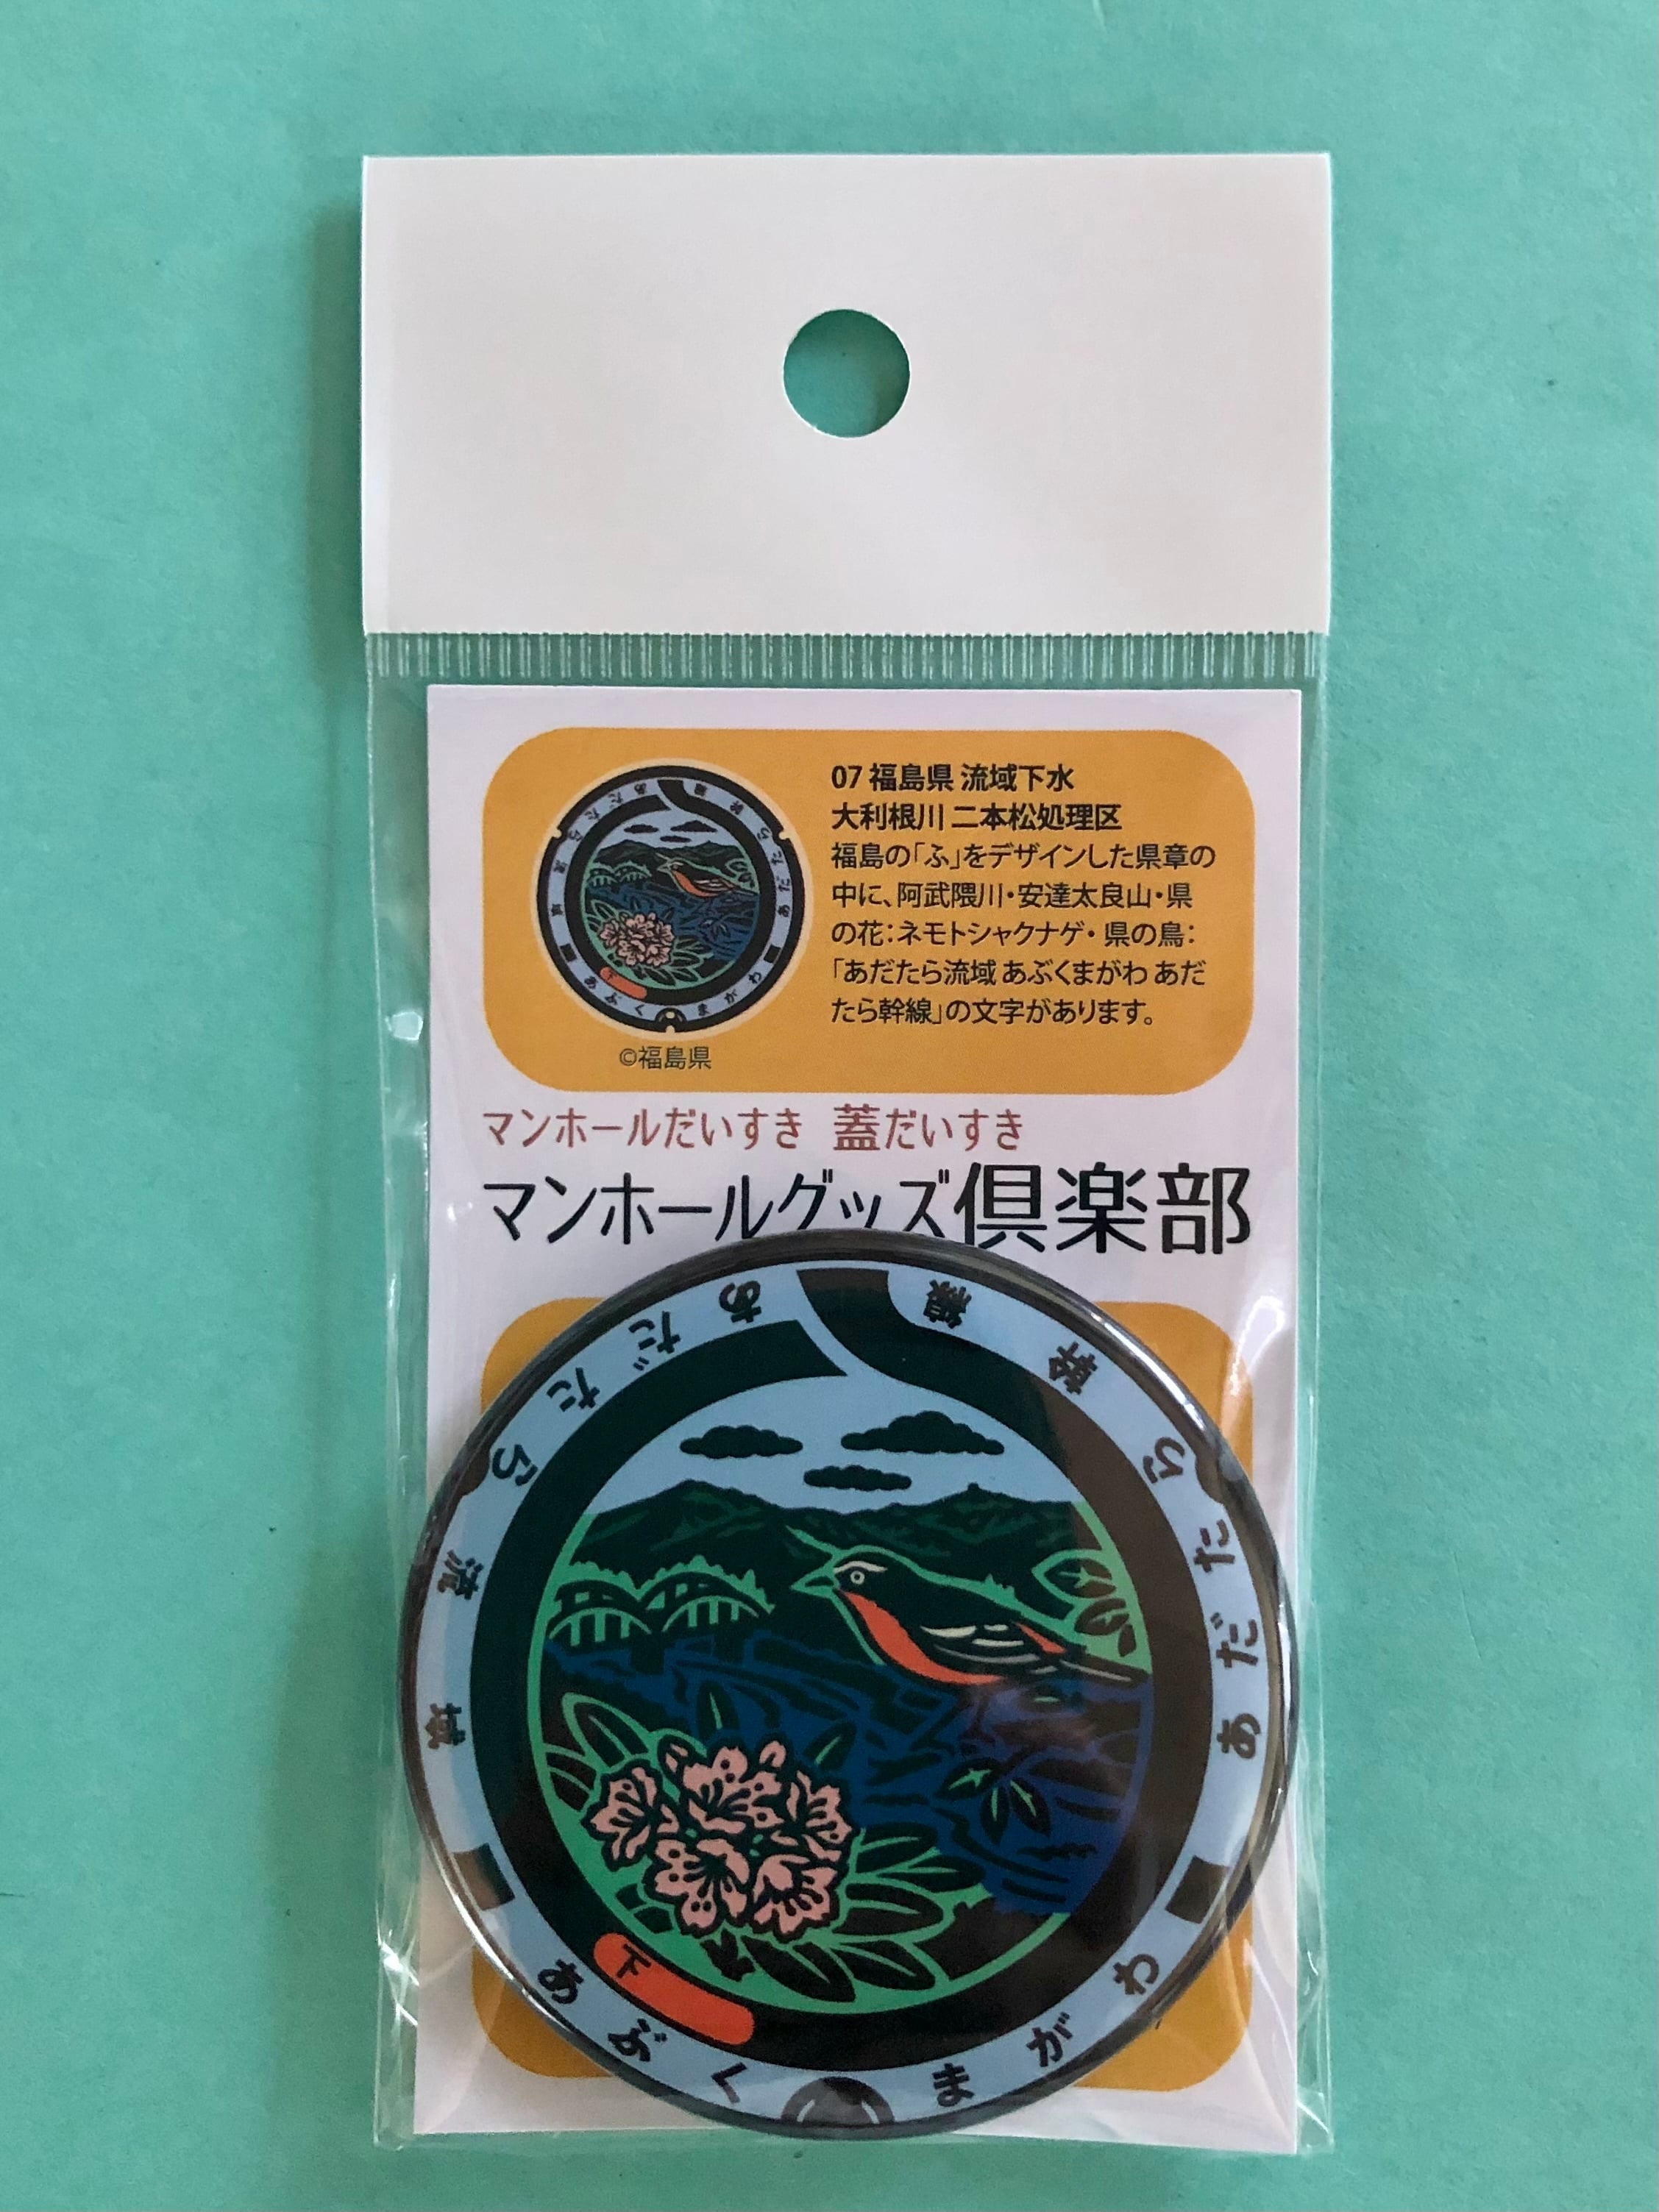 07 福島県 流域下水
大利根川 二本松処理区
福島の「ふ」をデザインした県章の
中に、阿武隈川・安達太良山・県
の花：ネモトシャクナゲ・県の鳥：
「あだたら流域 あぶくまがわ あだ
たら幹線」の文字があります。
©福島県
マンホールだいすき 蓋だいすき
マンホールグッズ倶楽部
あだたら流域
あぶくまがわ
あだたら幹線
下